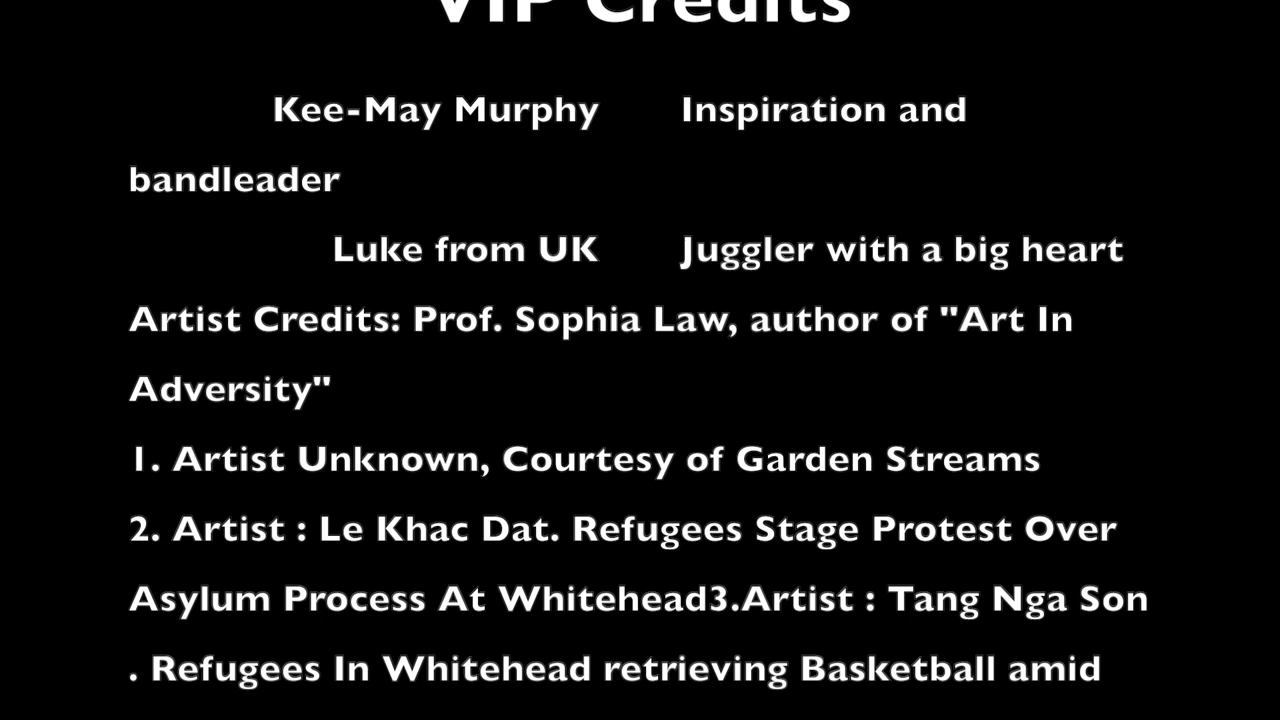 VIP Credits
Kee-May Murphy Inspiration and
bandleader
Luke from UK Juggler with a big heart
Artist Credits: Prof. Sophia Law, author of "Art In
Adversity"
1. Artist Unknown, Courtesy of Garden Streams
2. Artist : Le Khac Dat. Refugees Stage Protest Over
Asylum Process At Whitehead3.Artist : Tang Nga Son
. Refugees In Whitehead retrieving Basketball amid